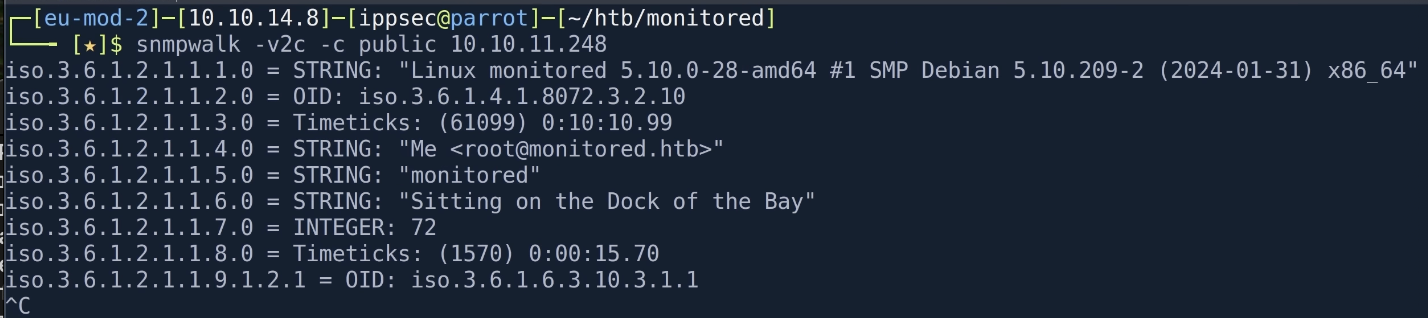 ┌─[eu-mod-2]─[10.10.14.8]─[ippsec@parrot]─[~/htb/monitored]
└──╼ [★]$ snmpwalk -v2c -c public 10.10.11.248
iso.3.6.1.2.1.1.1.0 = STRING: "Linux monitored 5.10.0-28-amd64 #1 SMP Debian 5.10.209-2 (2024-01-31) x86_64"
iso.3.6.1.2.1.1.2.0 = OID: iso.3.6.1.4.1.8072.3.2.10
iso.3.6.1.2.1.1.3.0 = Timeticks: (61099) 0:10:10.99
iso.3.6.1.2.1.1.4.0 = STRING: "Me <root@monitored.htb>"
iso.3.6.1.2.1.1.5.0 = STRING: "monitored"
iso.3.6.1.2.1.1.6.0 = STRING: "Sitting on the Dock of the Bay"
iso.3.6.1.2.1.1.7.0 = INTEGER: 72
iso.3.6.1.2.1.1.8.0 = Timeticks: (1570) 0:00:15.70
iso.3.6.1.2.1.1.9.1.2.1 = OID: iso.3.6.1.6.3.10.3.1.1
^C